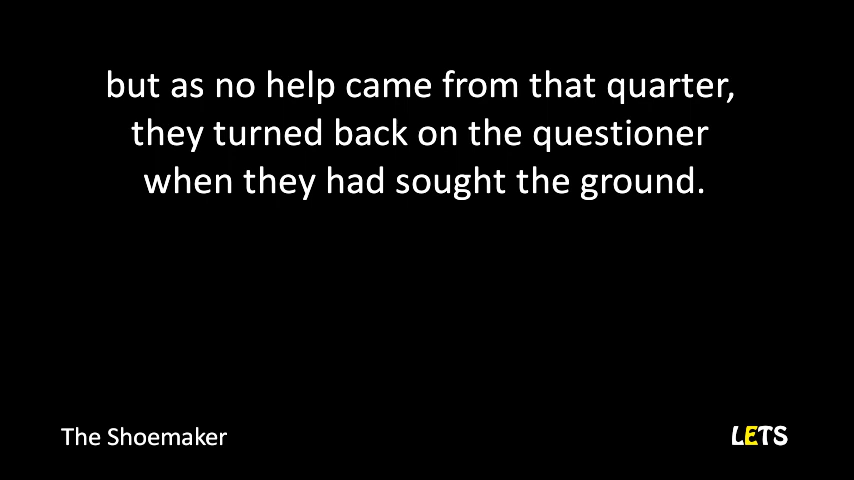 but as no help came from that quarter,
they turned back on the questioner
when they had sought the ground.
The Shoemaker
LETS